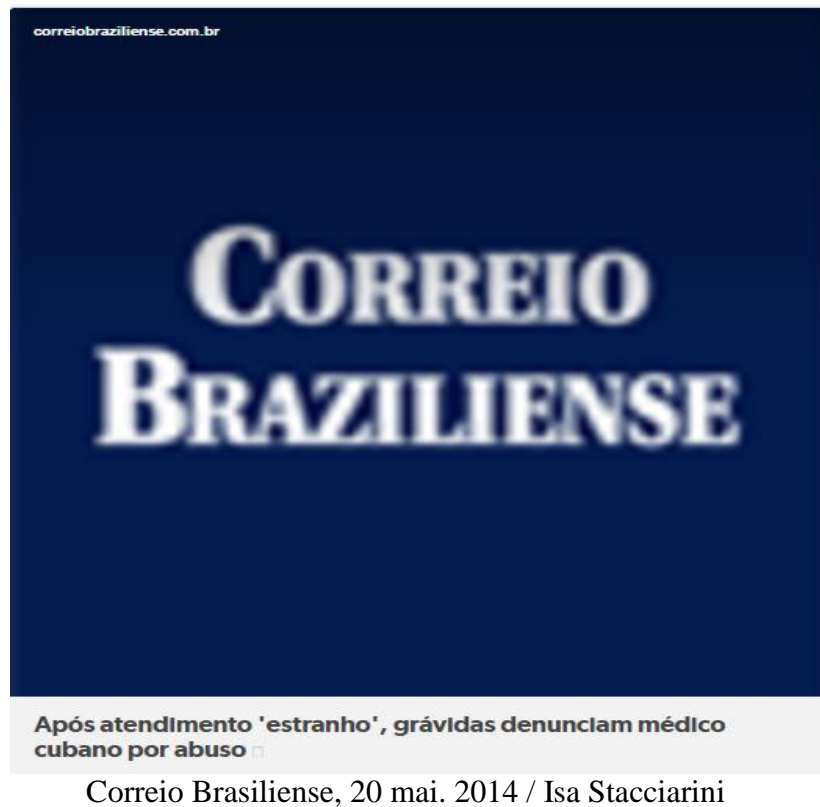 correiobraziliense.com.br
CORREIO
BRAZILIENSE
Após atendimento 'estranho', grávidas denunciam médico
cubano por abuso
Correio Brasiliense, 20 mai. 2014 / Isa Stacciarini